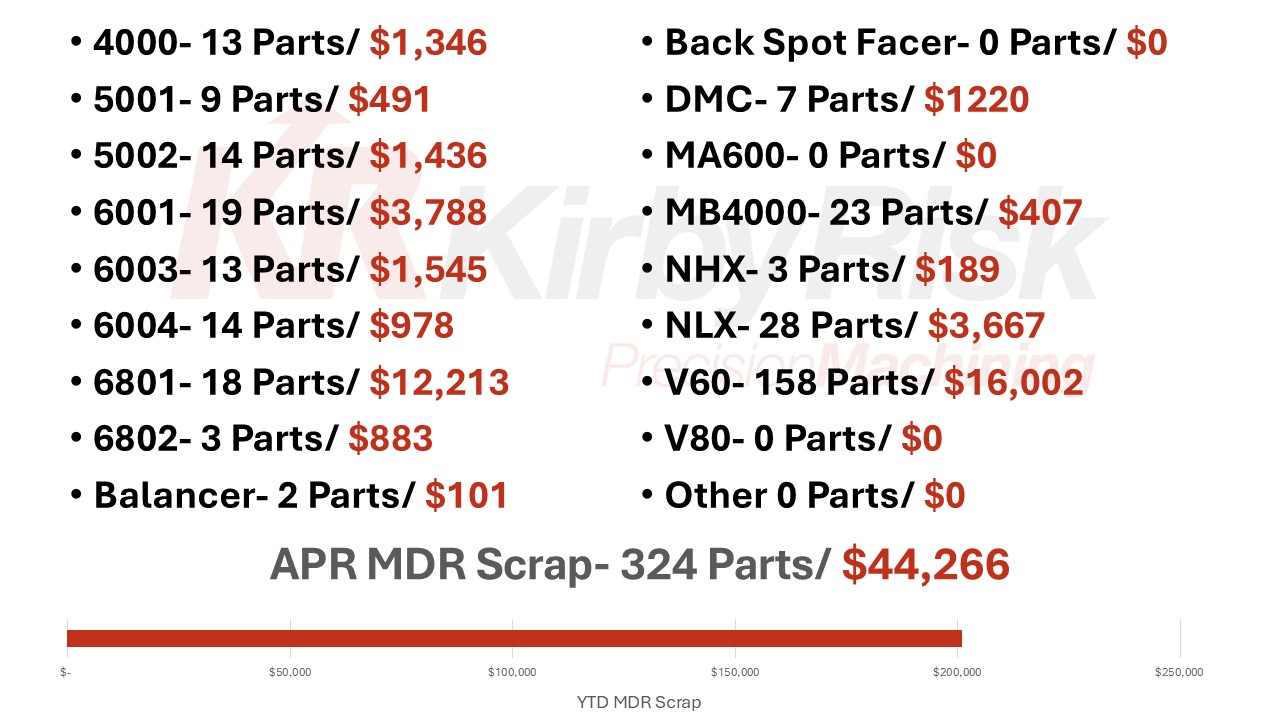 • 4000- 13 Parts/ $1,346
• 5001- 9 Parts/ $491
• 5002- 14 Parts/ $1,436
• 6001- 19 Parts/ $3,788
• 6003- 13 Parts/ $1,545
• 6004- 14 Parts/ $978
• 6801- 18 Parts/ $12,213
• 6802- 3 Parts/ $883
• Balancer- 2 Parts/ $101
• Back Spot Facer- 0 Parts/ $0
• DMC- 7 Parts/ $1220
• MA600- 0 Parts/ $0
• MB4000- 23 Parts/ $407
• NHX- 3 Parts/ $189
• NLX- 28 Parts/ $3,667
• V60- 158 Parts/ $16,002
• V80- 0 Parts/ $0
• Other 0 Parts/ $0
KR KirbyRisk
PrecisionMachining
APR MDR Scrap- 324 Parts/ $44,266
$- $50,000 $100,000 $150,000 $200,000 $250,000
YTD MDR Scrap